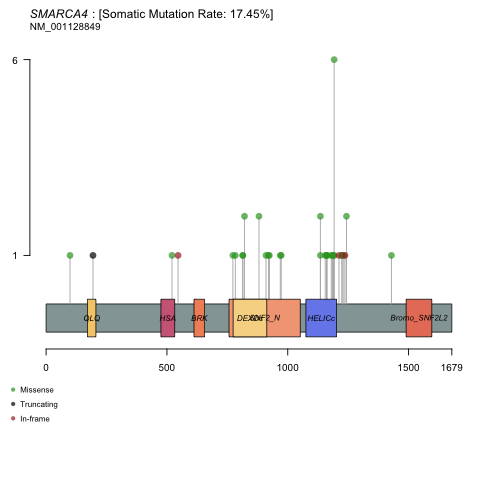 SMARCA4 : [Somatic Mutation Rate: 17.45%]
NM_001128849
6
1
QLQ
HSA
BRK
SNF2_N
HELICc
Bromo_SNF2L2
0 500 1000 1500 1679
Missense
Truncating
In-frame